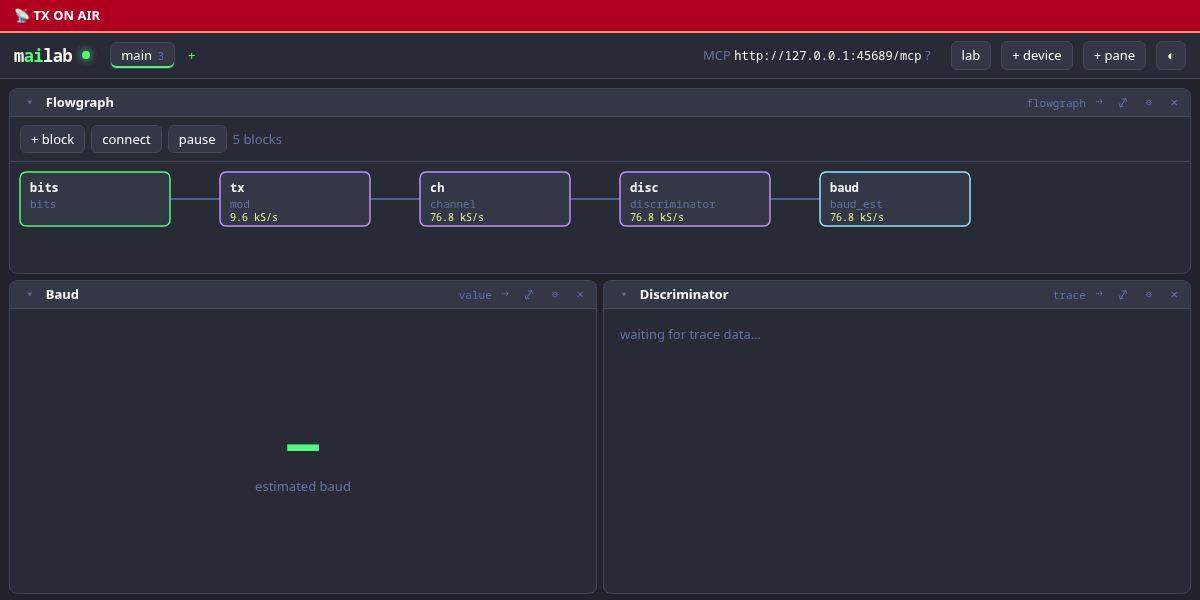 📡 TX ON AIR
mailab main 3 + MCP http://127.0.0.1:45689/mcp ? lab + device + pane
Flowgraph flowgraph
+ block connect pause 5 blocks
bits tx ch disc baud
bits mod channel discriminator baud_est
9.6 kS/s 76.8 kS/s 76.8 kS/s 76.8 kS/s
Baud value
Discriminator trace
waiting for trace data…
—
estimated baud